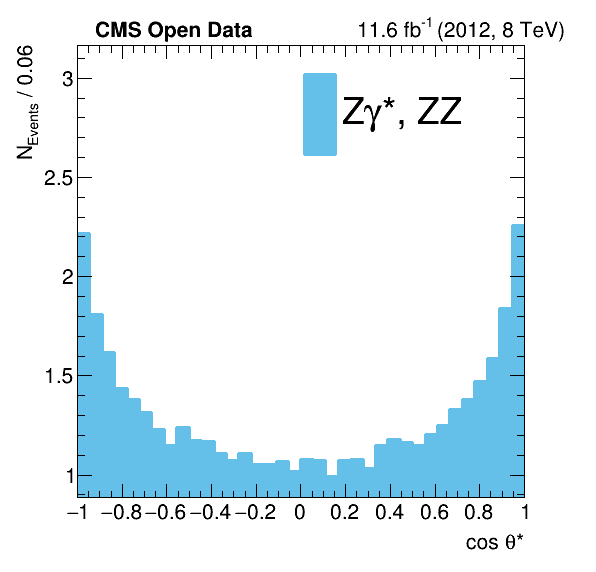 CMS Open Data 11.6 fb⁻¹ (2012, 8 TeV)
N_Events / 0.06
3
2.5
2
1.5
1
Zγ*, ZZ
−1 −0.8 −0.6 −0.4 −0.2 0 0.2 0.4 0.6 0.8 1
cos θ*